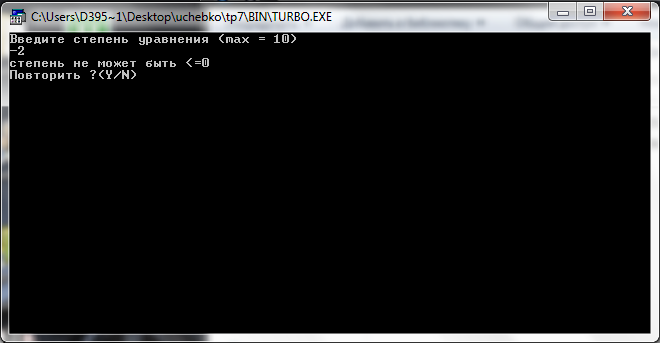 C:\Users\D395~1\Desktop\uchebko\tp7\BIN\TURBO.EXE
Введите степень уравнения (max = 10)
-2
степень не может быть <=0
Повторить ?(Y/N)